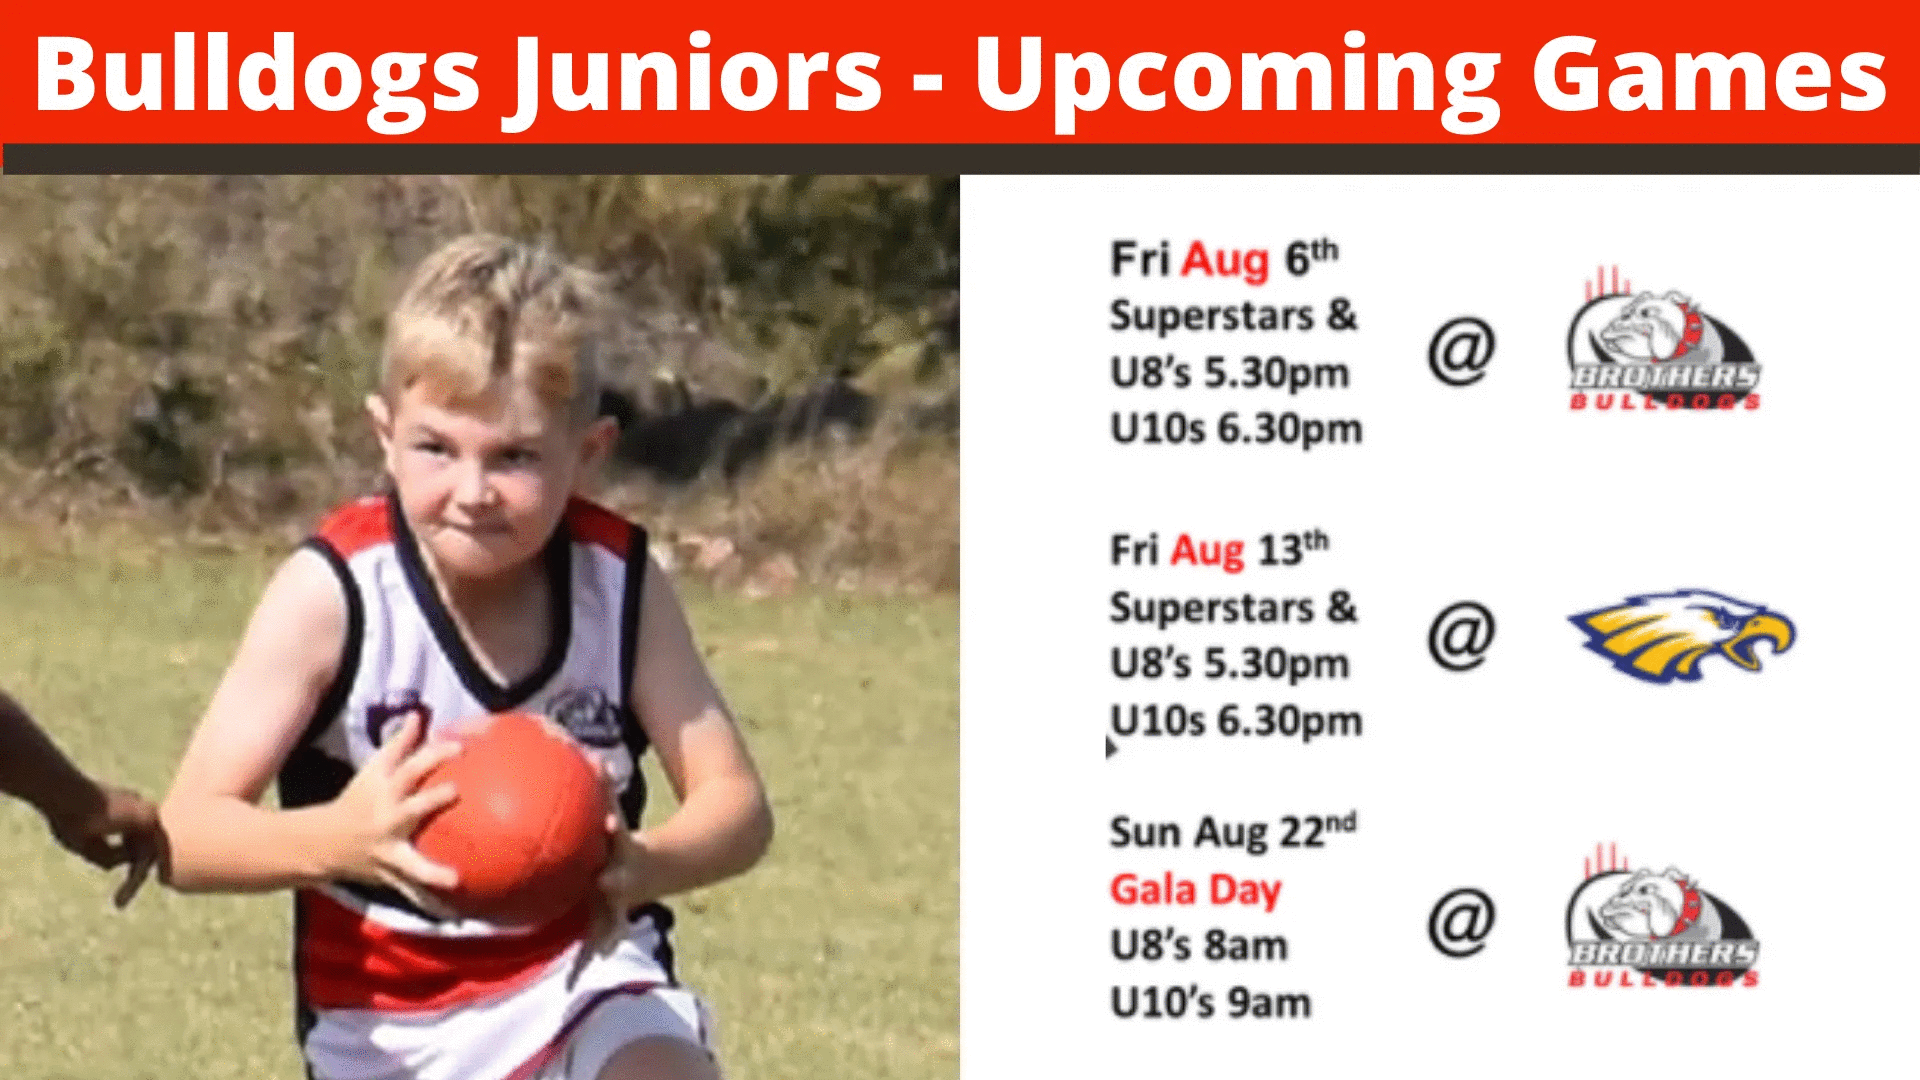 Bulldogs Juniors - Upcoming Games
Fri Aug 6th
Superstars &
U8's 5.30pm
U10s 6.30pm
@
BROTHERS
BULLDOGS
Fri Aug 13th
Superstars &
U8's 5.30pm
U10s 6.30pm
@
Sun Aug 22nd
Gala Day
U8's 8am
U10's 9am
@
BROTHERS
BULLDOGS